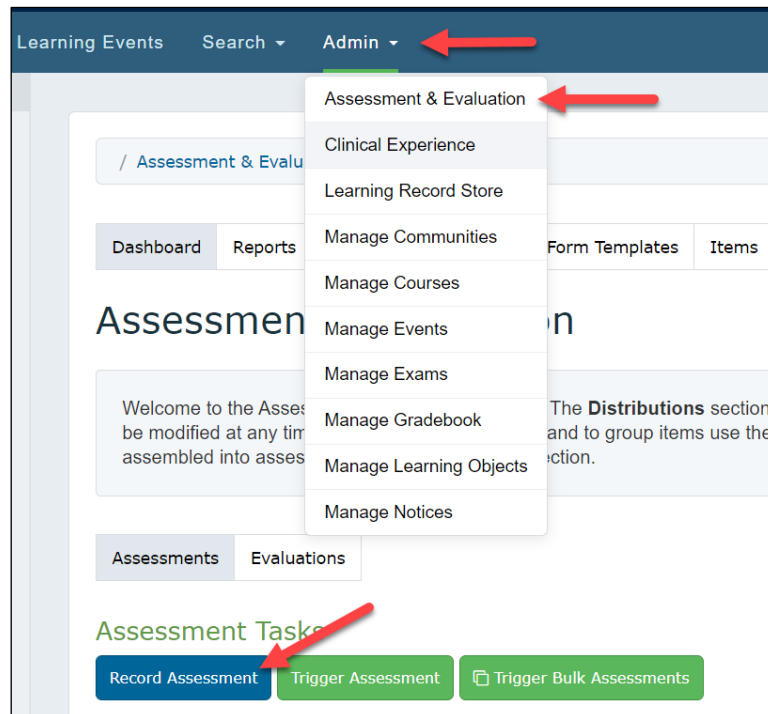 Learning Events Search Admin
Assessment & Evaluation
Clinical Experience
Learning Record Store
Manage Communities
Manage Courses
Manage Events
Manage Exams
Manage Gradebook
Manage Learning Objects
Manage Notices
/ Assessment & Evalu
Dashboard Reports Form Templates Items
Assessmen n
Welcome to the Asses The Distributions section
be modified at any tim and to group items use the
assembled into asses ction.
Assessments Evaluations
Assessment Tasks
Record Assessment Trigger Assessment Trigger Bulk Assessments